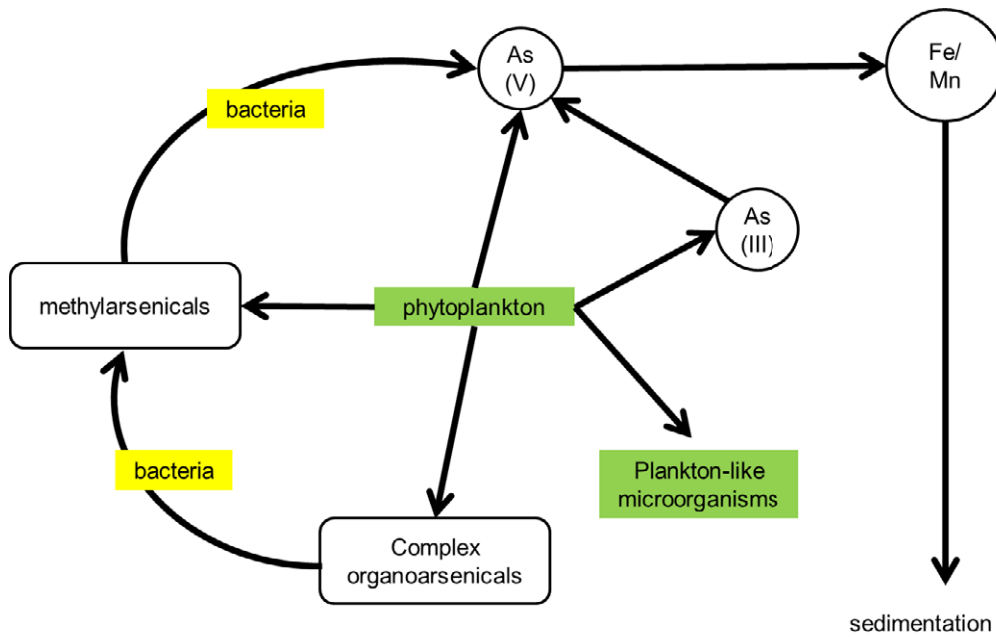 As
(V)
Fe/
Mn
bacteria
As
(III)
methylarsenicals
phytoplankton
bacteria
Plankton-like
microorganisms
Complex
organoarsenicals
sedimentation